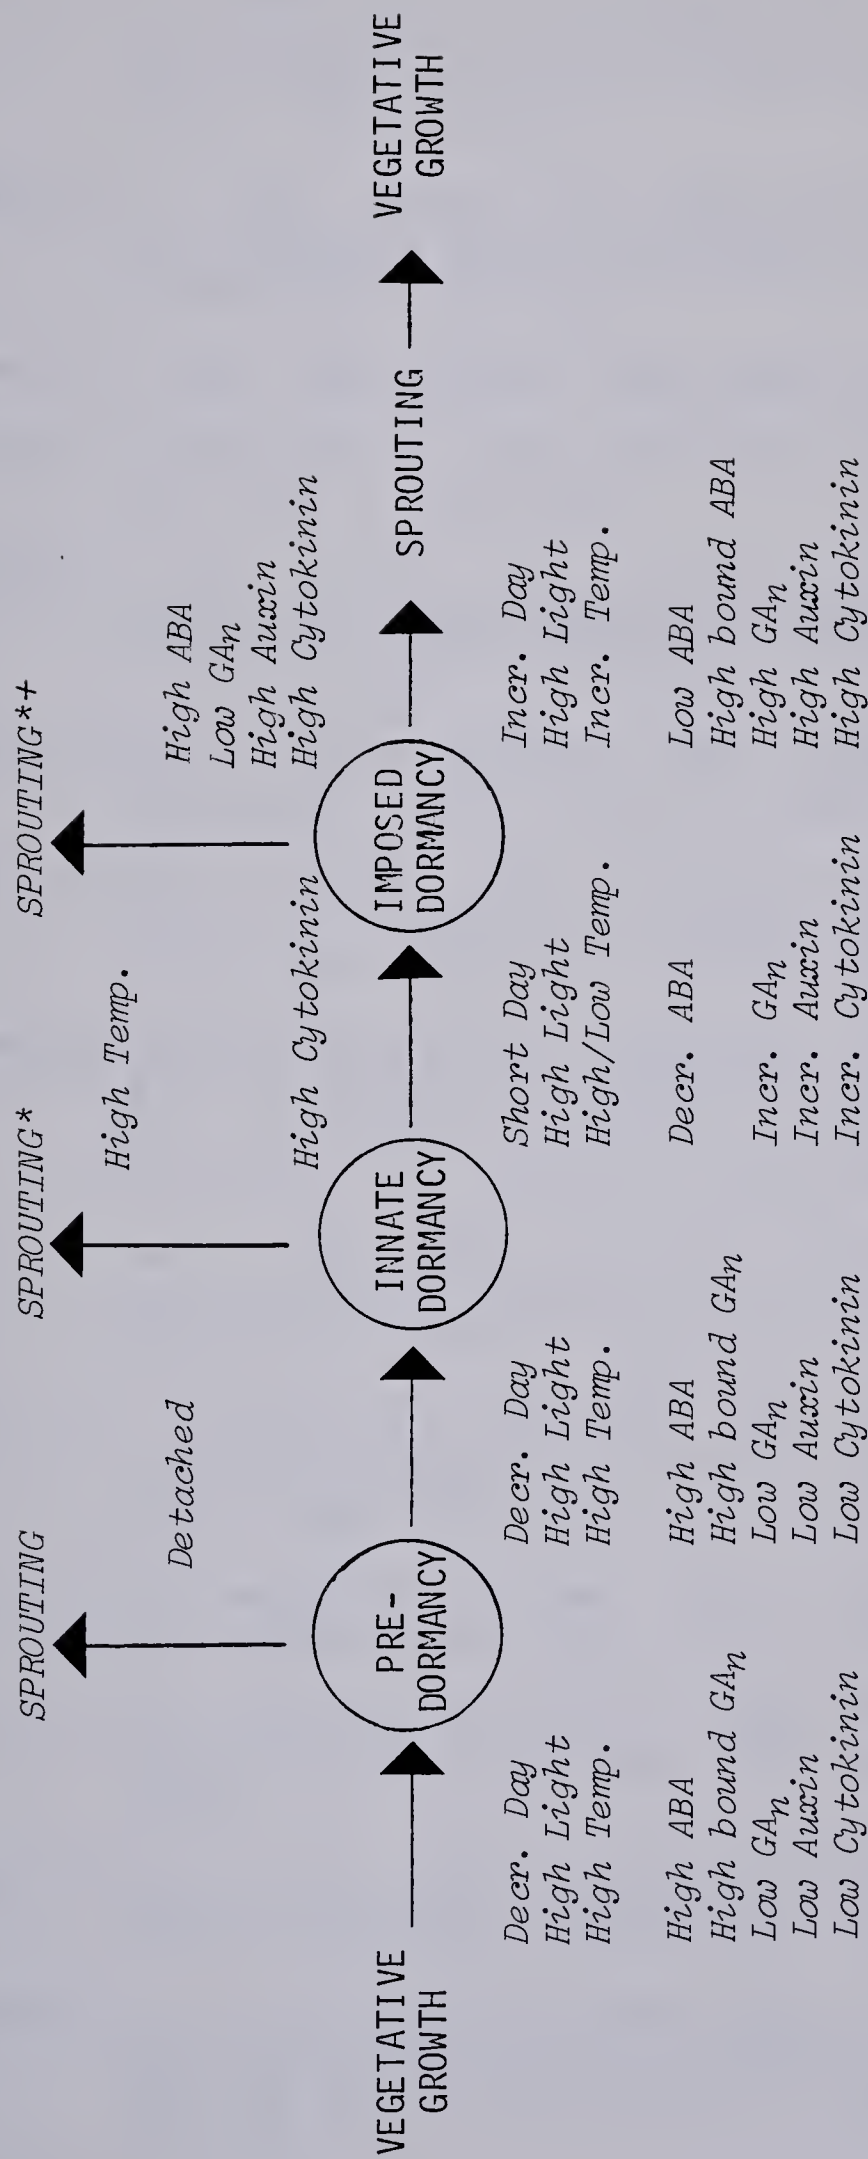 SPROUTING
SPROUTING*
SPROUTING*+
Detached
High Temp.
High Cytokinin
High ABA
Low GAn
High Auxin
High Cytokinin
VEGETATIVE
GROWTH
PRE-
DORMANCY
INNATE
DORMANCY
IMPOSED
DORMANCY
SPROUTING
VEGETATIVE
GROWTH
Decr. Day
High Light
High Temp.
High ABA
High bound GAn
Low GAn
Low Auxin
Low Cytokinin
Decr. Day
High Light
High Temp.
High ABA
High bound GAn
Low GAn
Low Auxin
Low Cytokinin
Short Day
High Light
High/Low Temp.
Decr. ABA
Incr. GAn
Incr. Auxin
Incr. Cytokinin
Incr. Day
High Light
Incr. Temp.
Low ABA
High bound ABA
High GAn
High Auxin
High Cytokinin